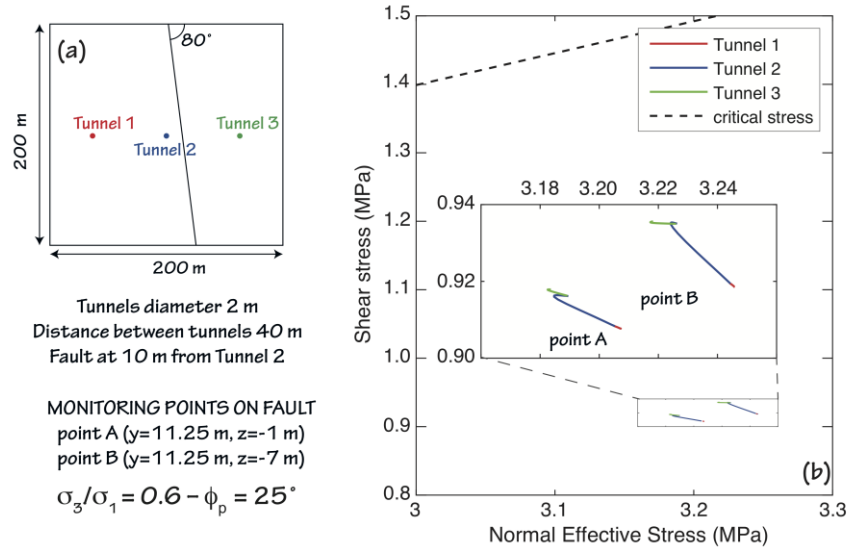 (a)
80°
Tunnel 1
Tunnel 2
Tunnel 3
200 m
200 m
Tunnels diameter 2 m
Distance between tunnels 40 m
Fault at 10 m from Tunnel 2
MONITORING POINTS ON FAULT
point A (y=11.25 m, z=-1 m)
point B (y=11.25 m, z=-7 m)
σ3/σ1 = 0.6 – ϕp = 25°
Shear stress (MPa)
1.5
1.4
1.3
1.2
1.1
1.0
0.9
0.8
Tunnel 1
Tunnel 2
Tunnel 3
critical stress
3.18 3.20 3.22 3.24
0.94
0.92
0.90
point B
point A
(b)
3 3.1 3.2 3.3
Normal Effective Stress (MPa)